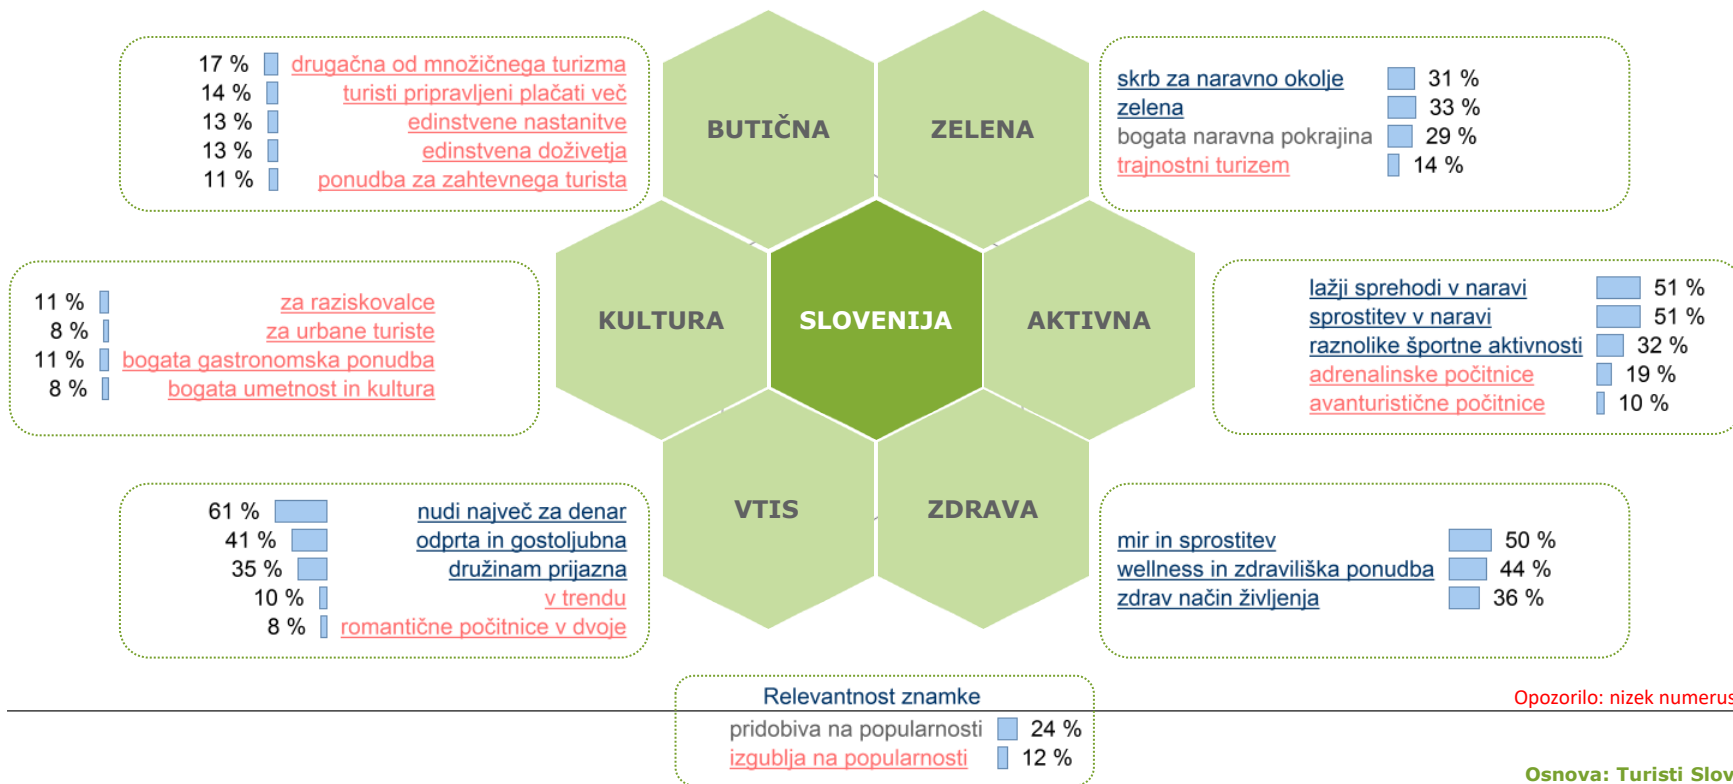 17 % drugačna od množičnega turizma
14 % turisti pripravljeni plačati več
13 % edinstvene nastanitve
13 % edinstvena doživetja
11 % ponudba za zahtevnega turista
BUTIČNA
ZELENA
skrb za naravno okolje 31 %
zelena 33 %
bogata naravna pokrajina 29 %
trajnostni turizem 14 %
11 % za raziskovalce
8 % za urbane turiste
11 % bogata gastronomska ponudba
8 % bogata umetnost in kultura
KULTURA
SLOVENIJA
AKTIVNA
lažji sprehodi v naravi 51 %
sprostitev v naravi 51 %
raznolike športne aktivnosti 32 %
adrenalinske počitnice 19 %
avanturistične počitnice 10 %
61 % nudi največ za denar
41 % odprta in gostoljubna
35 % družinam prijazna
10 % v trendu
8 % romantične počitnice v dvoje
VTIS
ZDRAVA
mir in sprostitev 50 %
wellness in zdraviliška ponudba 44 %
zdrav način življenja 36 %
Relevantnost znamke
pridobiva na popularnosti 24 %
izgublja na popularnosti 12 %
Opozorilo: nizek numerus
Osnova: Turisti Slov